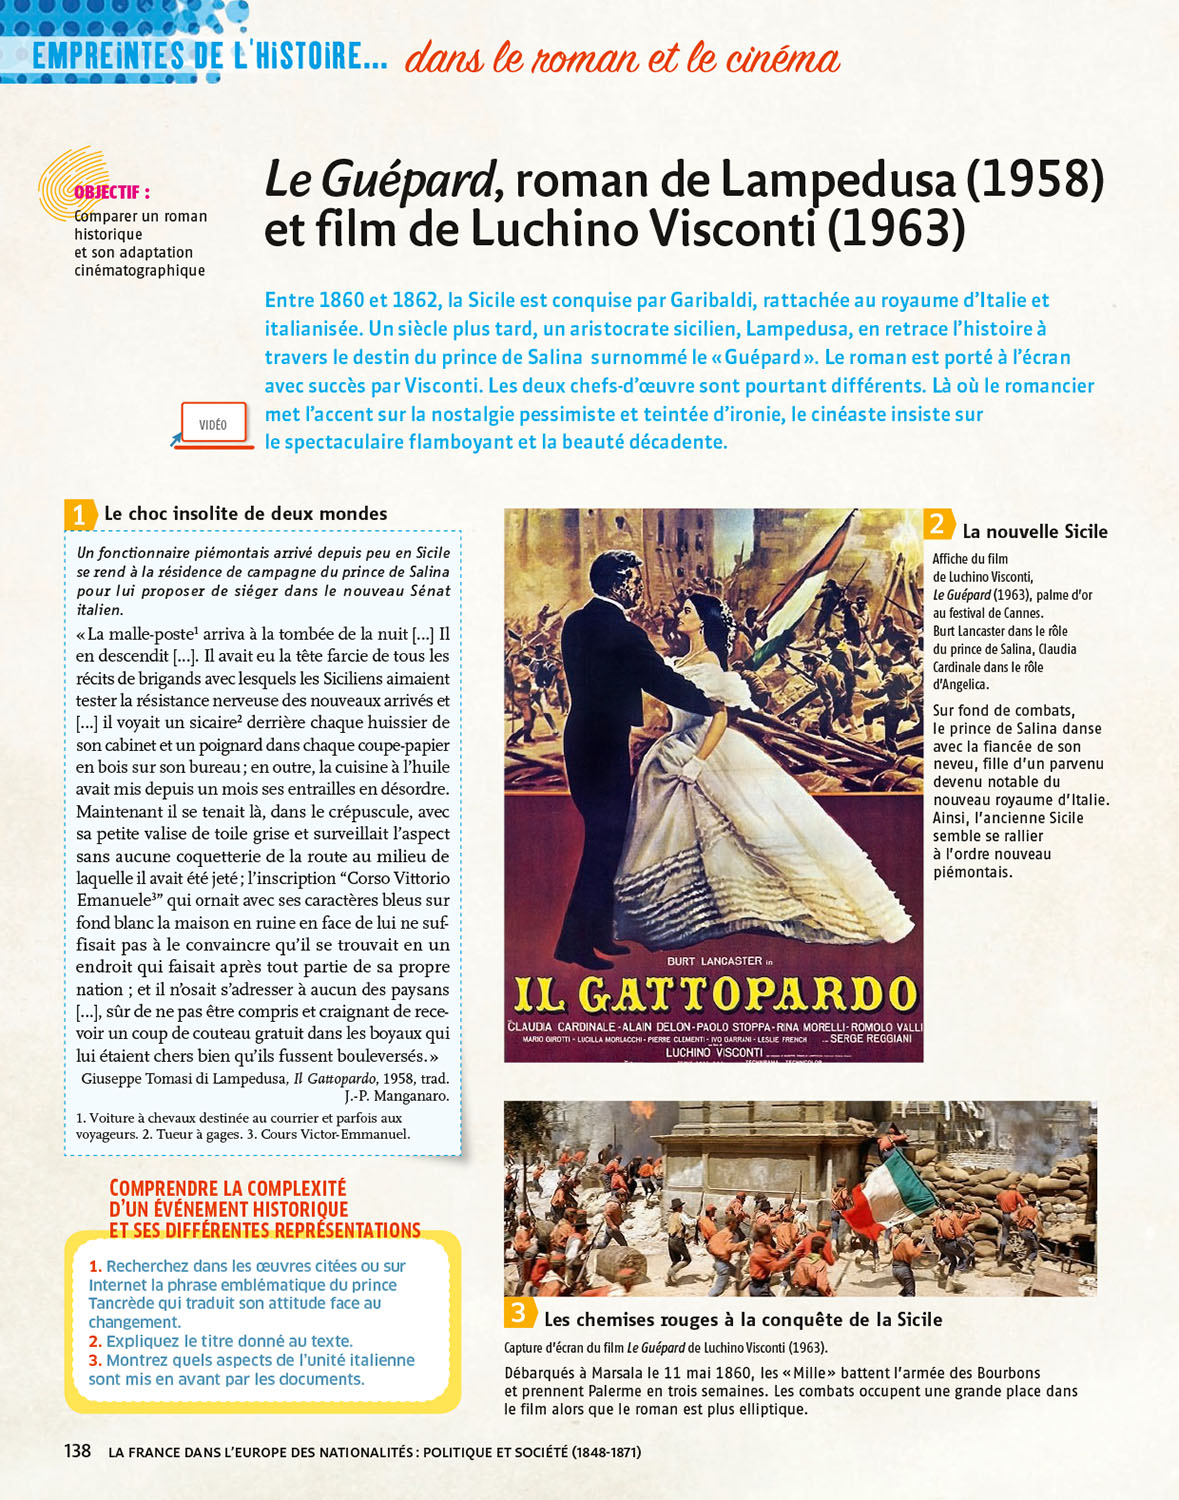 EMPREINTES DE L'HISTOIRE... dans le roman et le cinéma
OBJECTIF :
Comparer un roman
historique
et son adaptation
cinématographique
Le Guépard, roman de Lampedusa (1958)
et film de Luchino Visconti (1963)
Entre 1860 et 1862, la Sicile est conquise par Garibaldi, rattachée au royaume d'Italie et
italianisée. Un siècle plus tard, un aristocrate sicilien, Lampedusa, en retrace l'histoire à
travers le destin du prince de Salina surnommé le « Guépard ». Le roman est porté à l'écran
avec succès par Visconti. Les deux chefs-d'œuvre sont pourtant différents. Là où le romancier
met l'accent sur la nostalgie pessimiste et teintée d'ironie, le cinéaste insiste sur
le spectaculaire flamboyant et la beauté décadente.
VIDÉO
1 Le choc insolite de deux mondes
Un fonctionnaire piémontais arrivé depuis peu en Sicile
se rend à la résidence de campagne du prince de Salina
pour lui proposer de siéger dans le nouveau Sénat
italien.
« La malle-poste1 arriva à la tombée de la nuit [...] Il
en descendit [...]. Il avait eu la tête farcie de tous les
récits de brigands avec lesquels les Siciliens aimaient
tester la résistance nerveuse des nouveaux arrivés et
[...] il voyait un sicaire2 derrière chaque huissier de
son cabinet et un poignard dans chaque coupe-papier
en bois sur son bureau ; en outre, la cuisine à l'huile
avait mis depuis un mois ses entrailles en désordre.
Maintenant il se tenait là, dans le crépuscule, avec
sa petite valise de toile grise et surveillait l'aspect
sans aucune coquetterie de la route au milieu de
laquelle il avait été jeté ; l'inscription “Corso Vittorio
Emanuele3” qui ornait avec ses caractères bleus sur
fond blanc la maison en ruine en face de lui ne suf-
fisait pas à le convaincre qu'il se trouvait en un
endroit qui faisait après tout partie de sa propre
nation ; et il n'osait s'adresser à aucun des paysans
[...], sûr de ne pas être compris et craignant de rece-
voir un coup de couteau gratuit dans les boyaux qui
lui étaient chers bien qu'ils fussent bouleversés. »
Giuseppe Tomasi di Lampedusa, Il Gattopardo, 1958, trad.
J.-P. Manganaro.
1. Voiture à chevaux destinée au courrier et parfois aux
voyageurs. 2. Tueur à gages. 3. Cours Victor-Emmanuel.
BURT LANCASTER in
IL GATTOPARDO
CLAUDIA CARDINALE - ALAIN DELON - PAOLO STOPPA - RINA MORELLI - ROMOLO VALLI
MARIO GIROTTI - LUCILLA MORLACCHI - PIERRE CLEMENTI - IVO GARRANI - LESLIE FRENCH ... SERGE REGGIANI
LUCHINO VISCONTI
2 La nouvelle Sicile
Affiche du film
de Luchino Visconti,
Le Guépard (1963), palme d'or
au festival de Cannes.
Burt Lancaster dans le rôle
du prince de Salina, Claudia
Cardinale dans le rôle
d'Angelica.
Sur fond de combats,
le prince de Salina danse
avec la fiancée de son
neveu, fille d'un parvenu
devenu notable du
nouveau royaume d'Italie.
Ainsi, l'ancienne Sicile
semble se rallier
à l'ordre nouveau
piémontais.
3 Les chemises rouges à la conquête de la Sicile
Capture d'écran du film Le Guépard de Luchino Visconti (1963).
Débarqués à Marsala le 11 mai 1860, les « Mille » battent l'armée des Bourbons
et prennent Palerme en trois semaines. Les combats occupent une grande place dans
le film alors que le roman est plus elliptique.
COMPRENDRE LA COMPLEXITÉ
D'UN ÉVÉNEMENT HISTORIQUE
ET SES DIFFÉRENTES REPRÉSENTATIONS
1. Recherchez dans les œuvres citées ou sur
Internet la phrase emblématique du prince
Tancrède qui traduit son attitude face au
changement.
2. Expliquez le titre donné au texte.
3. Montrez quels aspects de l'unité italienne
sont mis en avant par les documents.
138 LA FRANCE DANS L'EUROPE DES NATIONALITÉS : POLITIQUE ET SOCIÉTÉ (1848-1871)